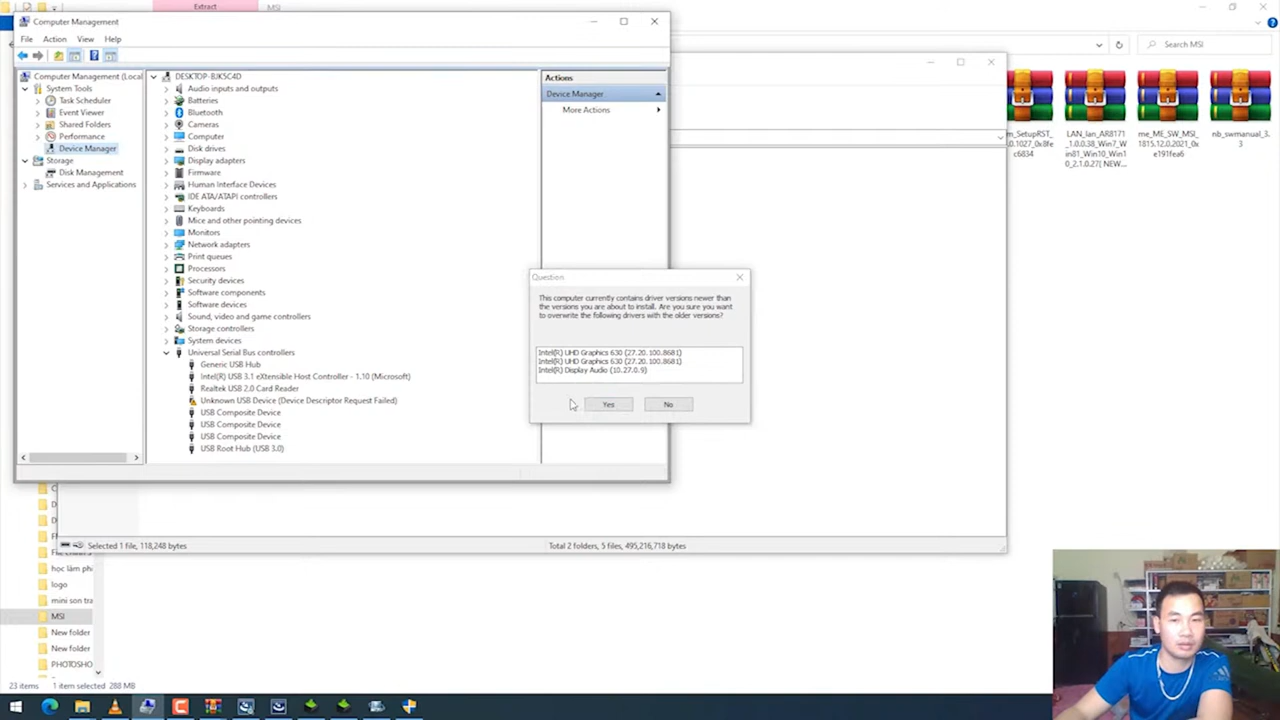 Extract
MSI
Computer Management
File Action View Help
Search MSI
Computer Management (Local
System Tools
Task Scheduler
Event Viewer
Shared Folders
Performance
Device Manager
Storage
Disk Management
Services and Applications
DESKTOP-BJK5C4D
Audio inputs and outputs
Batteries
Bluetooth
Cameras
Computer
Disk drives
Display adapters
Firmware
Human Interface Devices
IDE ATA/ATAPI controllers
Keyboards
Mice and other pointing devices
Monitors
Network adapters
Print queues
Processors
Security devices
Software components
Software devices
Sound, video and game controllers
Storage controllers
System devices
Universal Serial Bus controllers
Generic USB Hub
Intel(R) USB 3.1 eXtensible Host Controller - 1.10 (Microsoft)
Realtek USB 2.0 Card Reader
Unknown USB Device (Device Descriptor Request Failed)
USB Composite Device
USB Composite Device
USB Composite Device
USB Root Hub (USB 3.0)
Actions
Device Manager
More Actions
Question
This computer currently contains driver versions newer than
the versions you are about to install. Are you sure you want
to overwrite the following drivers with the older versions?
Intel(R) UHD Graphics 630 (27.20.100.8681)
Intel(R) UHD Graphics 630 (27.20.100.8681)
Intel(R) Display Audio (10.27.0.9)
Yes No
m_SetupRST_
.0.1027_0x8fe
c6834
LAN_lan_AR8171
_1.0.0.38_Win7_W
in81_Win10_Win1
0_2.1.0.27( NEW...
me_ME_SW_MSI_
1815.12.0.2021_0x
e191fea6
nb_swmanual_3.
3
Selected 1 file, 118,248 bytes
Total 2 folders, 5 files, 495,216,718 bytes
học làm phi
logo
mini son tra
MSI
New folder
New folder
PHOTOSHO
23 items 1 item selected 288 MB